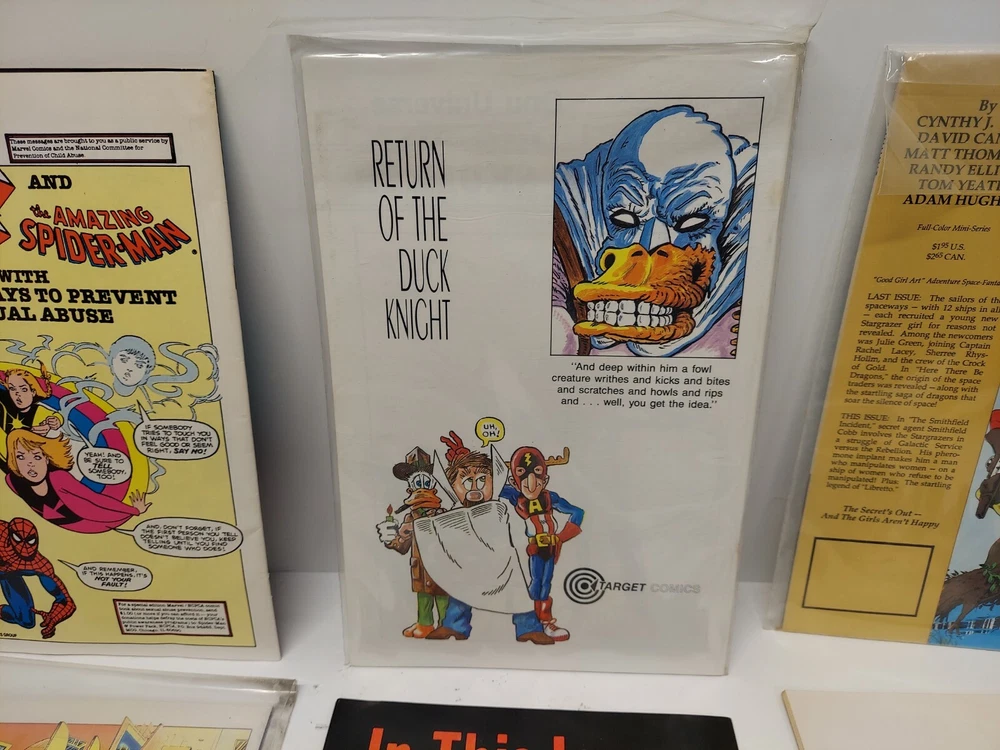 These messages are brought to you as a public service by
Marvel Comics and the National Committee for
Prevention of Child Abuse.
AND
the AMAZING
SPIDER-MAN
WITH
AYS TO PREVENT
UAL ABUSE
IF SOMEBODY
TRIES TO TOUCH YOU
IN WAYS THAT DON'T
FEEL GOOD OR SEEM
RIGHT, SAY NO!
YEAH! AND
BE SURE TO
TELL
SOMEBODY,
TOO!
AND, DON'T FORGET, IF
THE FIRST PERSON YOU TELL
DOESN'T BELIEVE YOU, KEEP
TELLING UNTIL YOU FIND
SOMEONE WHO DOES!
AND REMEMBER,
IF THIS HAPPENS, IT'S
NOT YOUR
FAULT!
RETURN
OF THE
DUCK
KNIGHT
"And deep within him a fowl
creature writhes and kicks and bites
and scratches and howls and rips
and . . . well, you get the idea."
UH,
OH!
A
TARGET COMICS
By
CYNTHY J.
DAVID CA
MATT THOM
RANDY ELLI
TOM YEAT
ADAM HUGH
Full-Color Mini-Series
$1.95 U.S.
$2.65 CAN.
"Good Girl Art" Adventure Space-Fanta
LAST ISSUE: The sailors of th
spaceways — with 12 ships in all
— each recruited a young new
Stargrazer girl for reasons not
revealed. Among the newcomers
was Julie Green, joining Captain
Rachel Lacey, Sherree Rhys-
Hollm, and the crew of the Crock
of Gold. In "Here There Be
Dragons," the origin of the space
traders was revealed — along with
the startling saga of dragons that
soar the silence of space!
THIS ISSUE: In "The Smithfield
Incident," secret agent Smithfield
Cobb involves the Stargrazers in
a struggle of Galactic Service
versus the Rebellion. His phero-
mone implant makes him a man
who manipulates women — on a
ship of women who refuse to be
manipulated! Plus: The startling
legend of "Libretto."
The Secret's Out —
And The Girls Aren't Happy
In This I